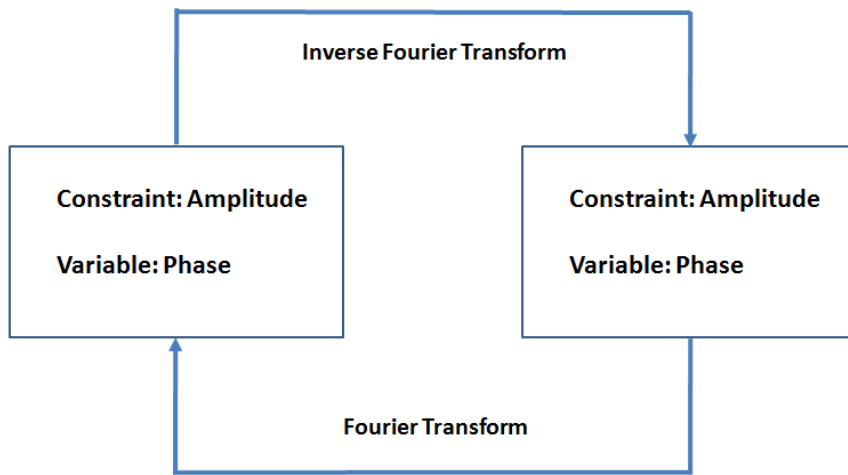 Inverse Fourier Transform
Constraint: Amplitude
Variable: Phase
Constraint: Amplitude
Variable: Phase
Fourier Transform